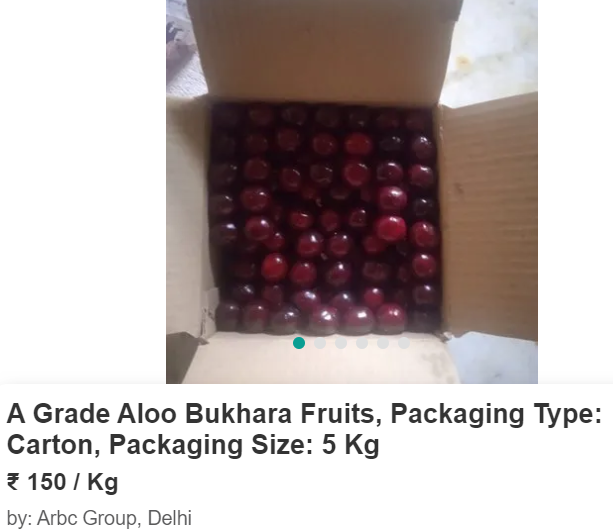 A Grade Aloo Bukhara Fruits, Packaging Type:
Carton, Packaging Size: 5 Kg
₹ 150 / Kg
by: Arbc Group, Delhi